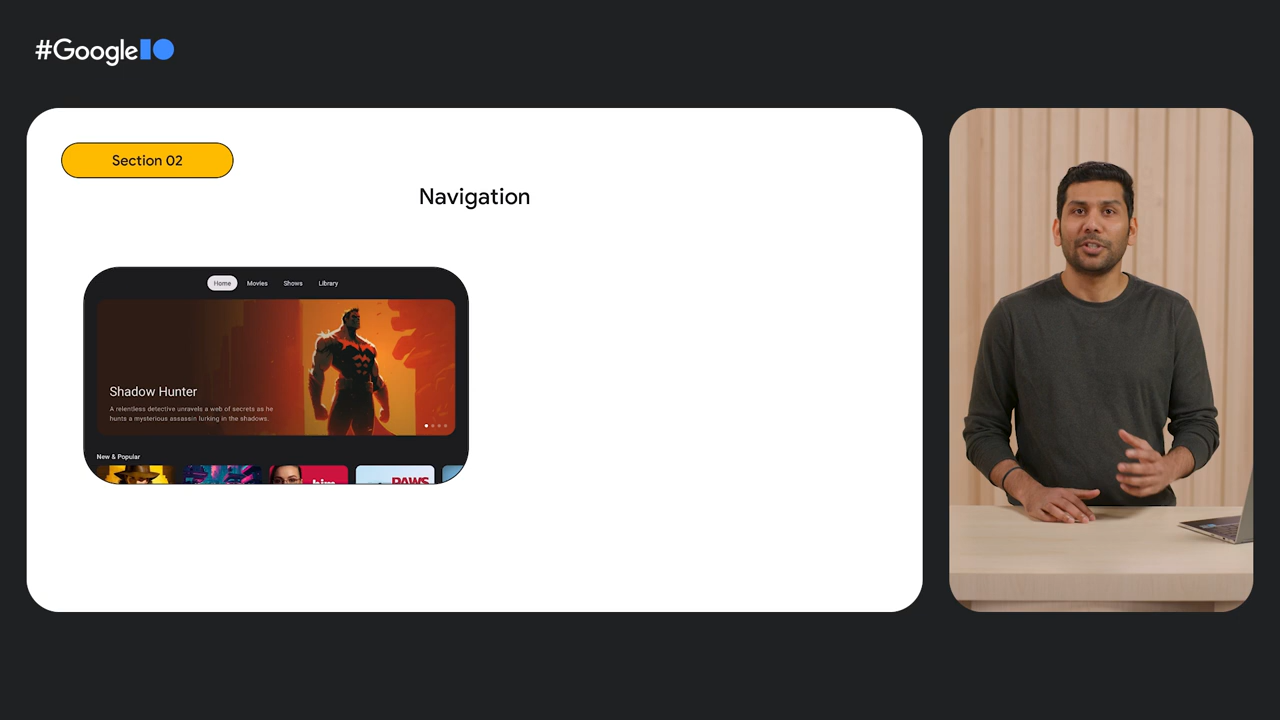 #GoogleIO
Section 02
Navigation
Home Movies Shows Library
Shadow Hunter
A relentless detective unravels a web of secrets as he
hunts a mysterious assassin lurking in the shadows.
New & Popular
PAWS